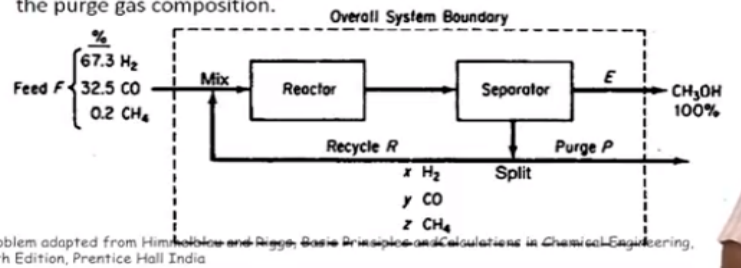 the purge gas composition.
Overall System Boundary
%
67.3 H₂
Feed F 32.5 CO
0.2 CH₄
Mix
Reactor
Separator
E
CH₃OH
100%
Recycle R
Purge P
x H₂
Split
y CO
z CH₄
oblem adapted from Himmelblau and Riggs, Basic Principles and Calculations in Chemical Engineering,
h Edition, Prentice Hall India